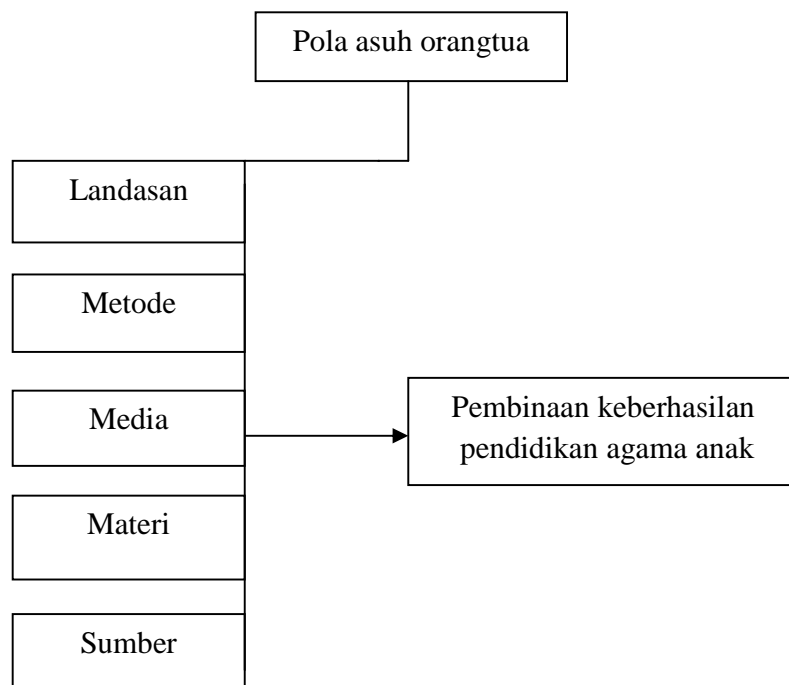 Pola asuh orangtua
Landasan
Metode
Media
Materi
Sumber
Pembinaan keberhasilan
pendidikan agama anak